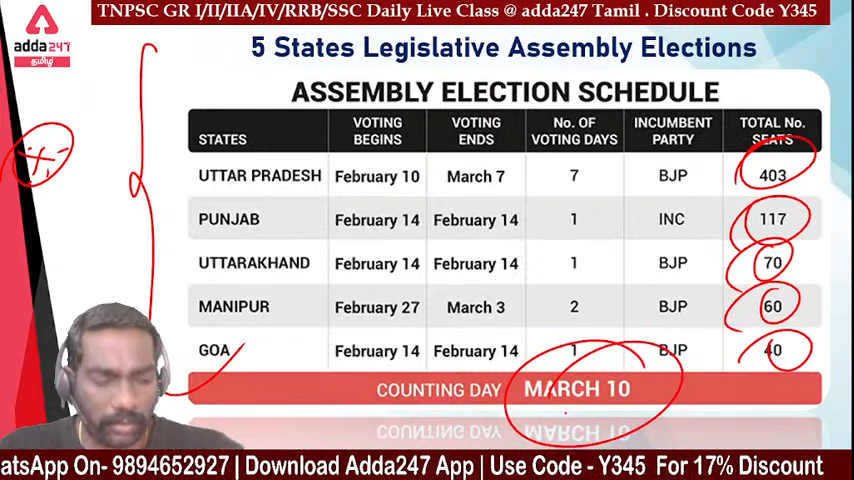 TNPSC GR I/II/IIA/IV/RRB/SSC Daily Live Class @ adda247 Tamil . Discount Code Y345
adda247
தமிழ்
5 States Legislative Assembly Elections
ASSEMBLY ELECTION SCHEDULE
STATES VOTING BEGINS VOTING ENDS No. OF VOTING DAYS INCUMBENT PARTY TOTAL No. SEATS
UTTAR PRADESH February 10 March 7 7 BJP 403
PUNJAB February 14 February 14 1 INC 117
UTTARAKHAND February 14 February 14 1 BJP 70
MANIPUR February 27 March 3 2 BJP 60
GOA February 14 February 14 1 BJP 40
COUNTING DAY MARCH 10
COUNTING DAY MARCH 10
atsApp On- 9894652927 | Download Adda247 App | Use Code - Y345 For 17% Discount